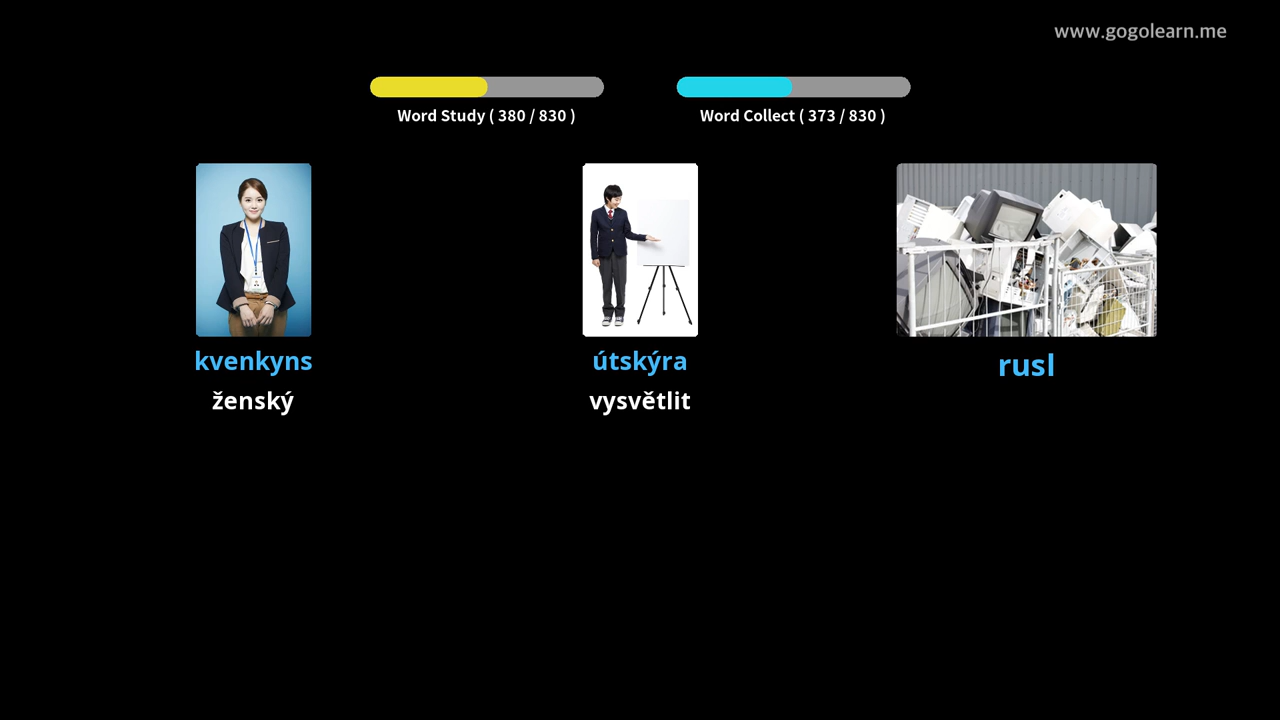 www.gogolearn.me
Word Study ( 380 / 830 )
Word Collect ( 373 / 830 )
kvenkyns
ženský
útskýra
vysvětlit
rusl